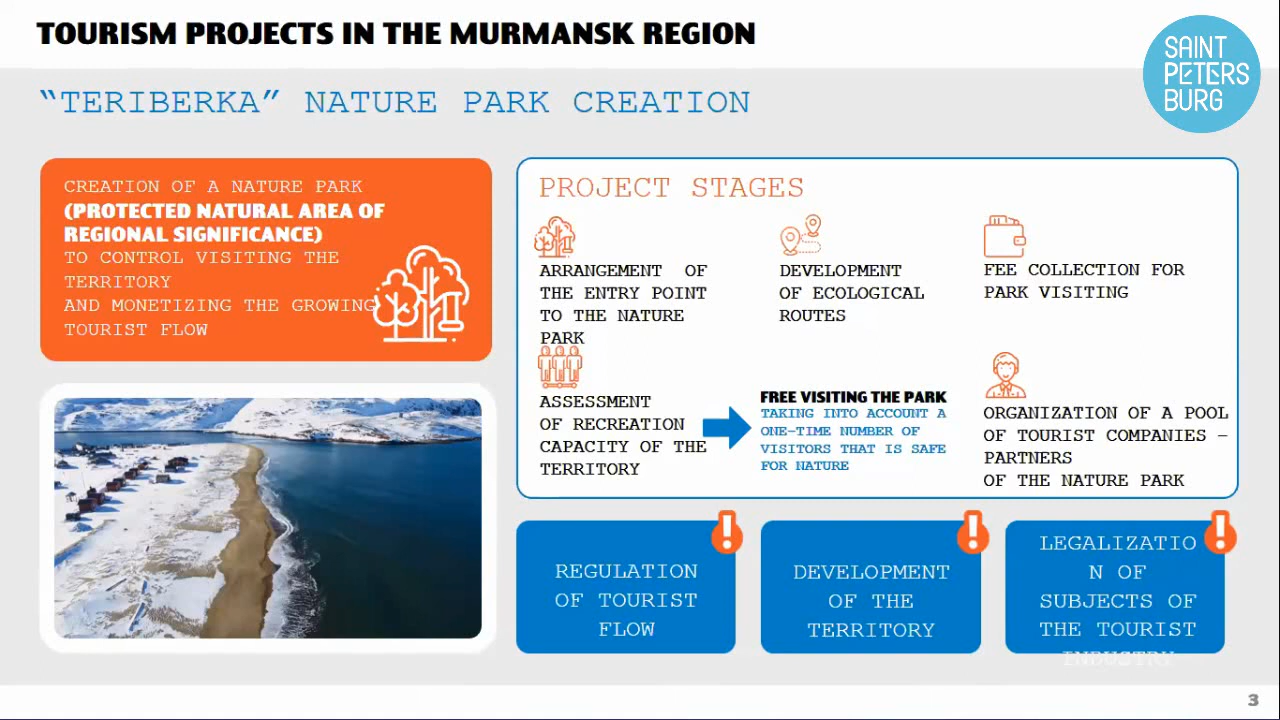 TOURISM PROJECTS IN THE MURMANSK REGION
SAINT
PETERS
BURG
“TERIBERKA” NATURE PARK CREATION
CREATION OF A NATURE PARK
(PROTECTED NATURAL AREA OF
REGIONAL SIGNIFICANCE)
TO CONTROL VISITING THE
TERRITORY
AND MONETIZING THE GROWING
TOURIST FLOW
PROJECT STAGES
ARRANGEMENT OF
THE ENTRY POINT
TO THE NATURE
PARK
DEVELOPMENT
OF ECOLOGICAL
ROUTES
FEE COLLECTION FOR
PARK VISITING
ASSESSMENT
OF RECREATION
CAPACITY OF THE
TERRITORY
FREE VISITING THE PARK
TAKING INTO ACCOUNT A
ONE-TIME NUMBER OF
VISITORS THAT IS SAFE
FOR NATURE
ORGANIZATION OF A POOL
OF TOURIST COMPANIES –
PARTNERS
OF THE NATURE PARK
REGULATION
OF TOURIST
FLOW
DEVELOPMENT
OF THE
TERRITORY
LEGALIZATIO
N OF
SUBJECTS OF
THE TOURIST
INDUSTRY
3